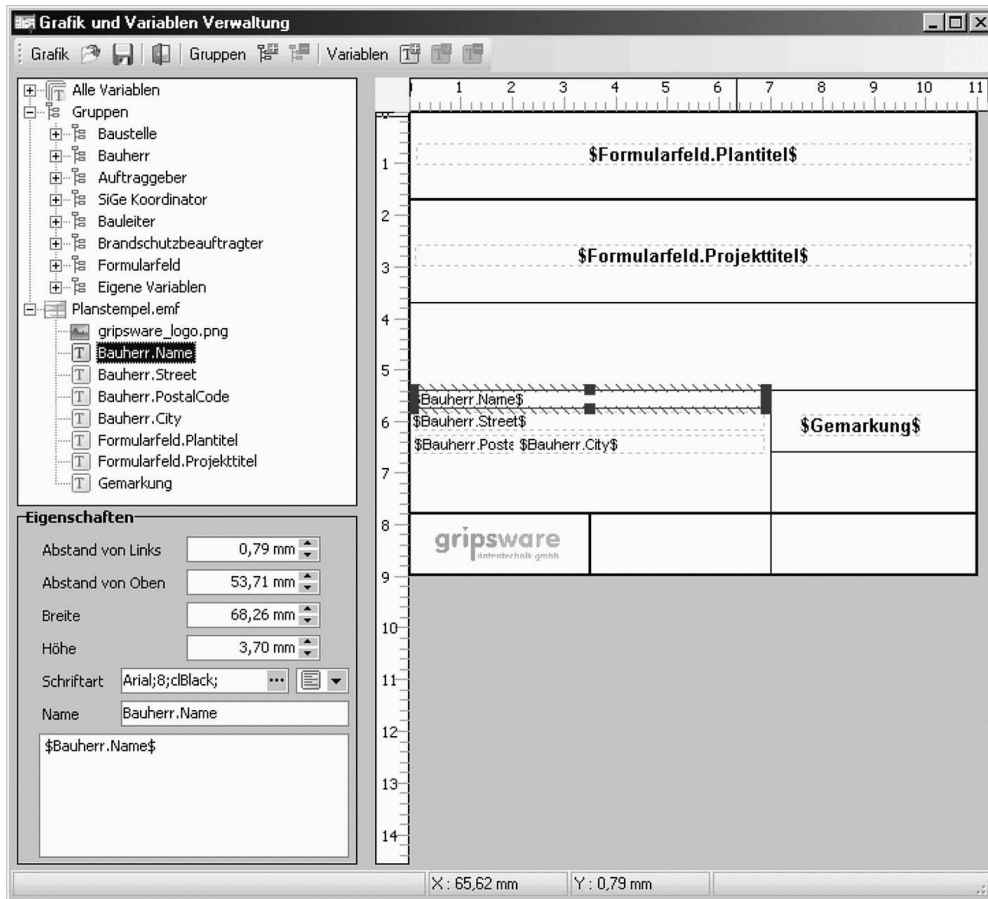 Grafik und Variablen Verwaltung
Grafik Gruppen Variablen
Alle Variablen
Gruppen
Baustelle
Bauherr
Auftraggeber
SiGe Koordinator
Bauleiter
Brandschutzbeauftragter
Formularfeld
Eigene Variablen
Planstempel.emf
gripsware_logo.png
Bauherr.Name
Bauherr.Street
Bauherr.PostalCode
Bauherr.City
Formularfeld.Plantitel
Formularfeld.Projekttitel
Gemarkung
Eigenschaften
Abstand von Links 0,79 mm
Abstand von Oben 53,71 mm
Breite 68,26 mm
Höhe 3,70 mm
Schriftart Arial;8;clBlack; ...
Name Bauherr.Name
$Bauherr.Name$
1 2 3 4 5 6 7 8 9 10 11
1
2
3
4
5
6
7
8
9
10
11
12
13
14
$Formularfeld.Plantitel$
$Formularfeld.Projekttitel$
$Bauherr.Name$
$Bauherr.Street$
$Bauherr.Posta $Bauherr.City$
$Gemarkung$
gripsware
datentechnik gmbh
X : 65,62 mm Y : 0,79 mm